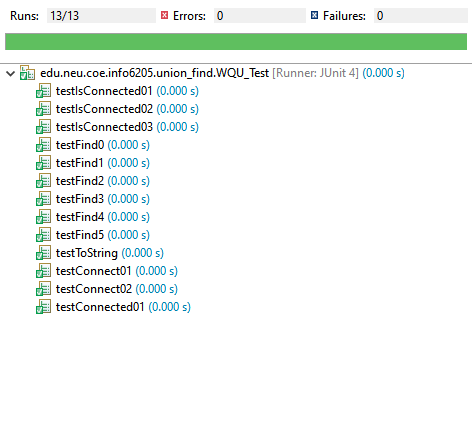 Runs: 13/13 Errors: 0 Failures: 0
edu.neu.coe.info6205.union_find.WQU_Test [Runner: JUnit 4] (0.000 s)
testIsConnected01 (0.000 s)
testIsConnected02 (0.000 s)
testIsConnected03 (0.000 s)
testFind0 (0.000 s)
testFind1 (0.000 s)
testFind2 (0.000 s)
testFind3 (0.000 s)
testFind4 (0.000 s)
testFind5 (0.000 s)
testToString (0.000 s)
testConnect01 (0.000 s)
testConnect02 (0.000 s)
testConnected01 (0.000 s)